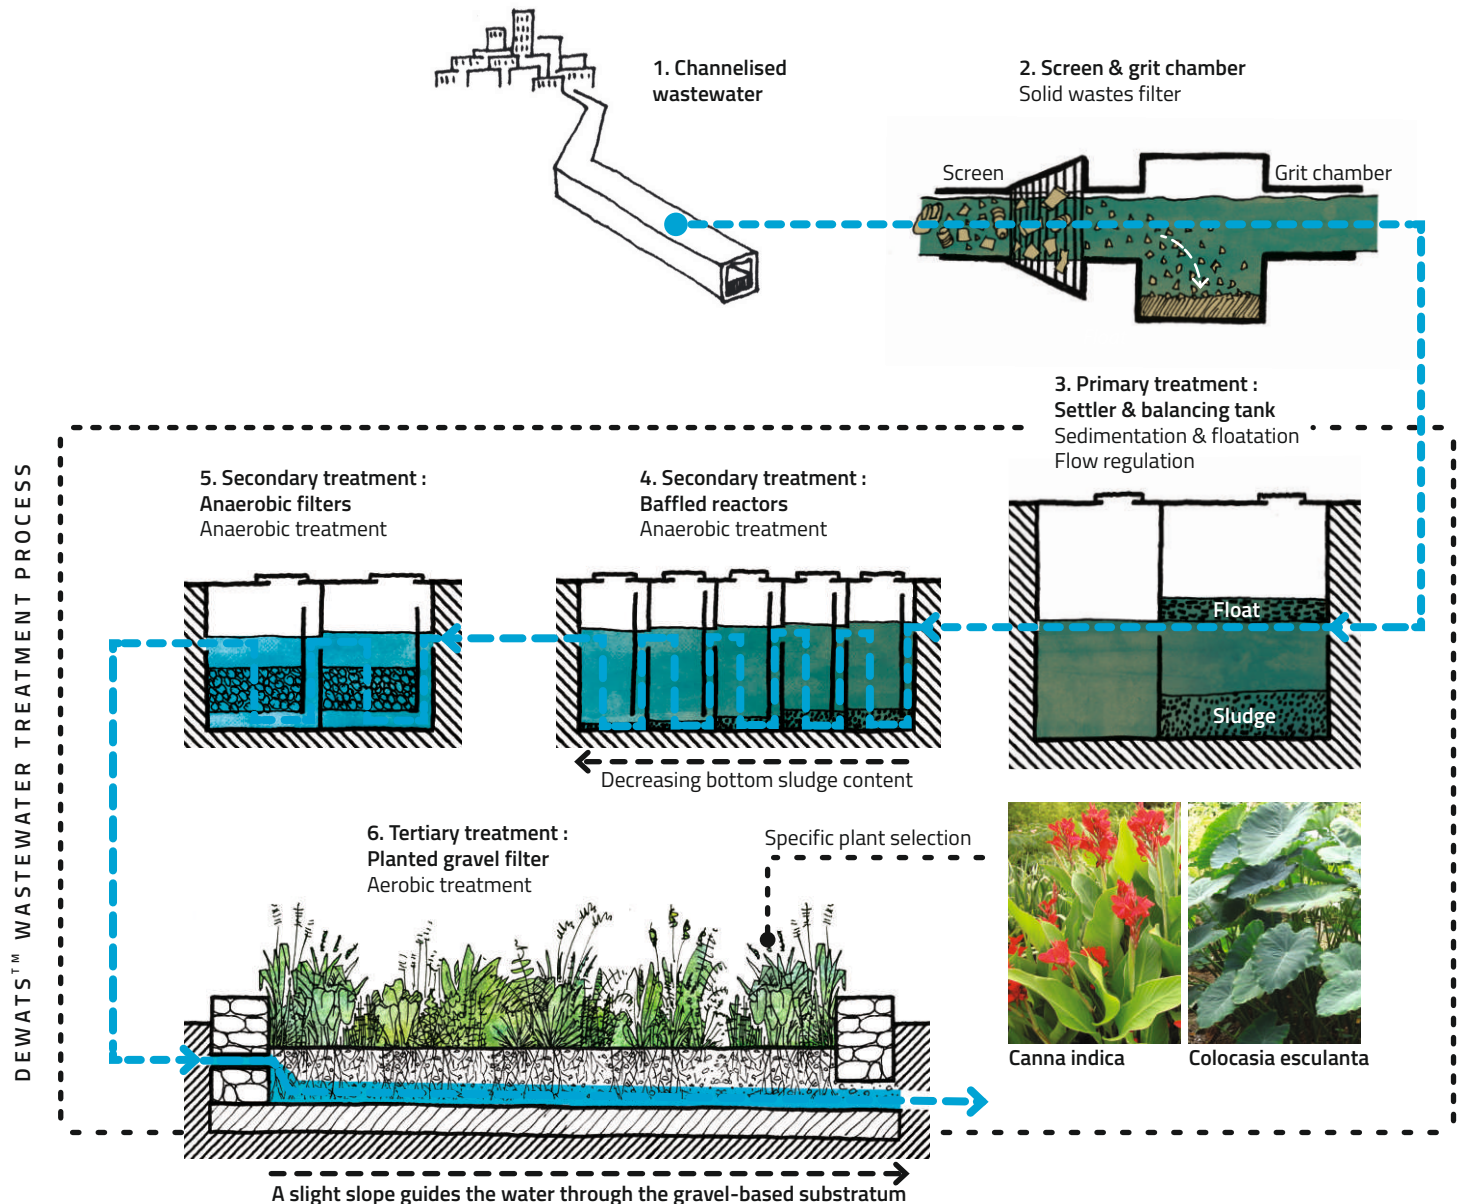 1. Channelised
wastewater
2. Screen & grit chamber
Solid wastes filter
Screen
Grit chamber
3. Primary treatment :
Settler & balancing tank
Sedimentation & floatation
Flow regulation
Float
Sludge
4. Secondary treatment :
Baffled reactors
Anaerobic treatment
Decreasing bottom sludge content
5. Secondary treatment :
Anaerobic filters
Anaerobic treatment
DEWATS™ WASTEWATER TREATMENT PROCESS
6. Tertiary treatment :
Planted gravel filter
Aerobic treatment
Specific plant selection
Canna indica
Colocasia esculanta
A slight slope guides the water through the gravel-based substratum